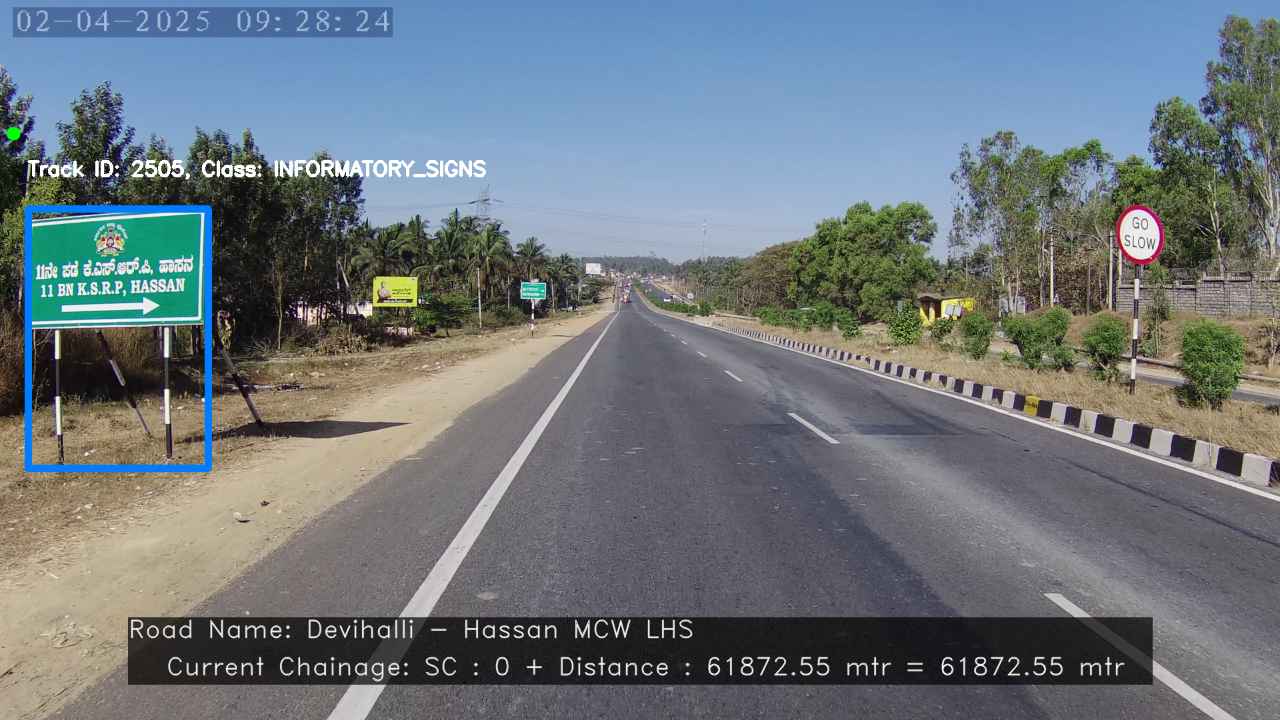 02-04-2025 09:28:24
Track ID: 2505, Class: INFORMATORY_SIGNS
11ನೇ ಪಡೆ ಕೆ.ಎಸ್.ಆರ್.ಪಿ, ಹಾಸನ
11 BN K.S.R.P, HASSAN
GO
SLOW
Road Name: Devihalli - Hassan MCW LHS
Current Chainage: SC : 0 + Distance : 61872.55 mtr = 61872.55 mtr